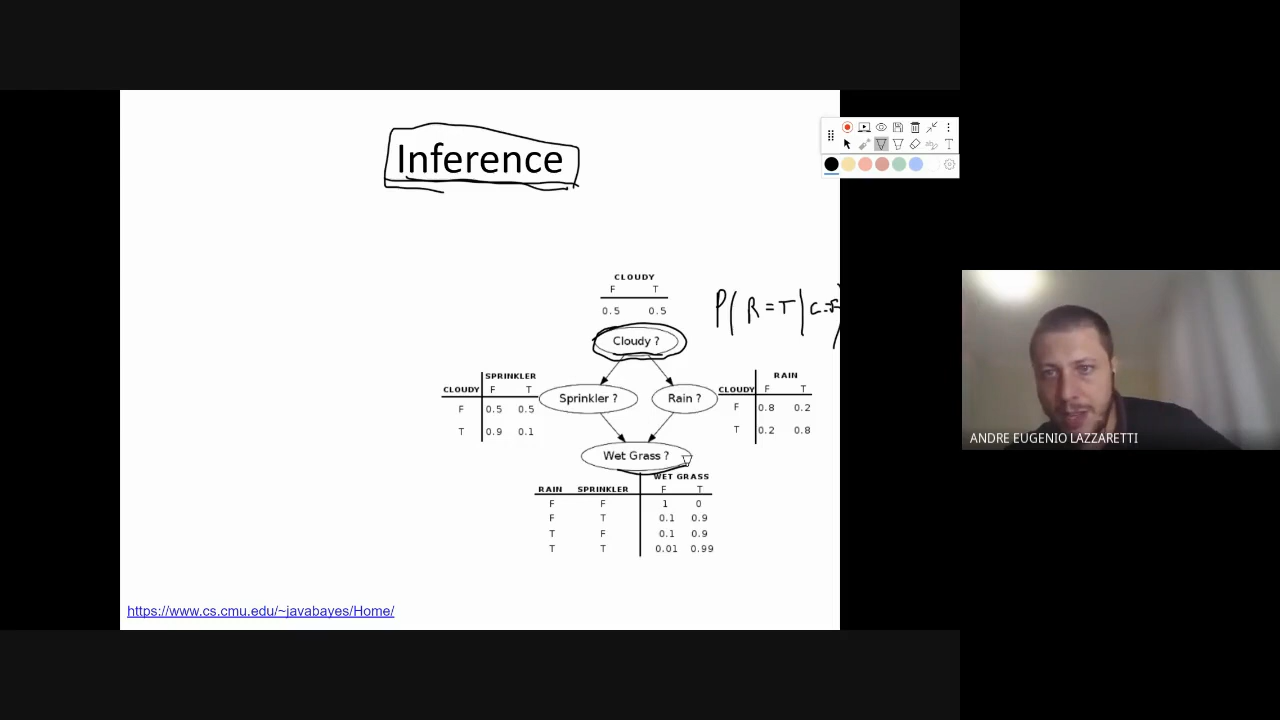 Inference
CLOUDY
F T
0.5 0.5
P(R=T|C=F)
Cloudy ?
SPRINKLER
CLOUDY F T
F 0.5 0.5
T 0.9 0.1
Sprinkler ?
Rain ?
RAIN
CLOUDY F T
F 0.8 0.2
T 0.2 0.8
Wet Grass ?
WET GRASS
RAIN SPRINKLER F T
F F 1 0
F T 0.1 0.9
T F 0.1 0.9
T T 0.01 0.99
https://www.cs.cmu.edu/~javabayes/Home/
T
ANDRE EUGENIO LAZZARETTI